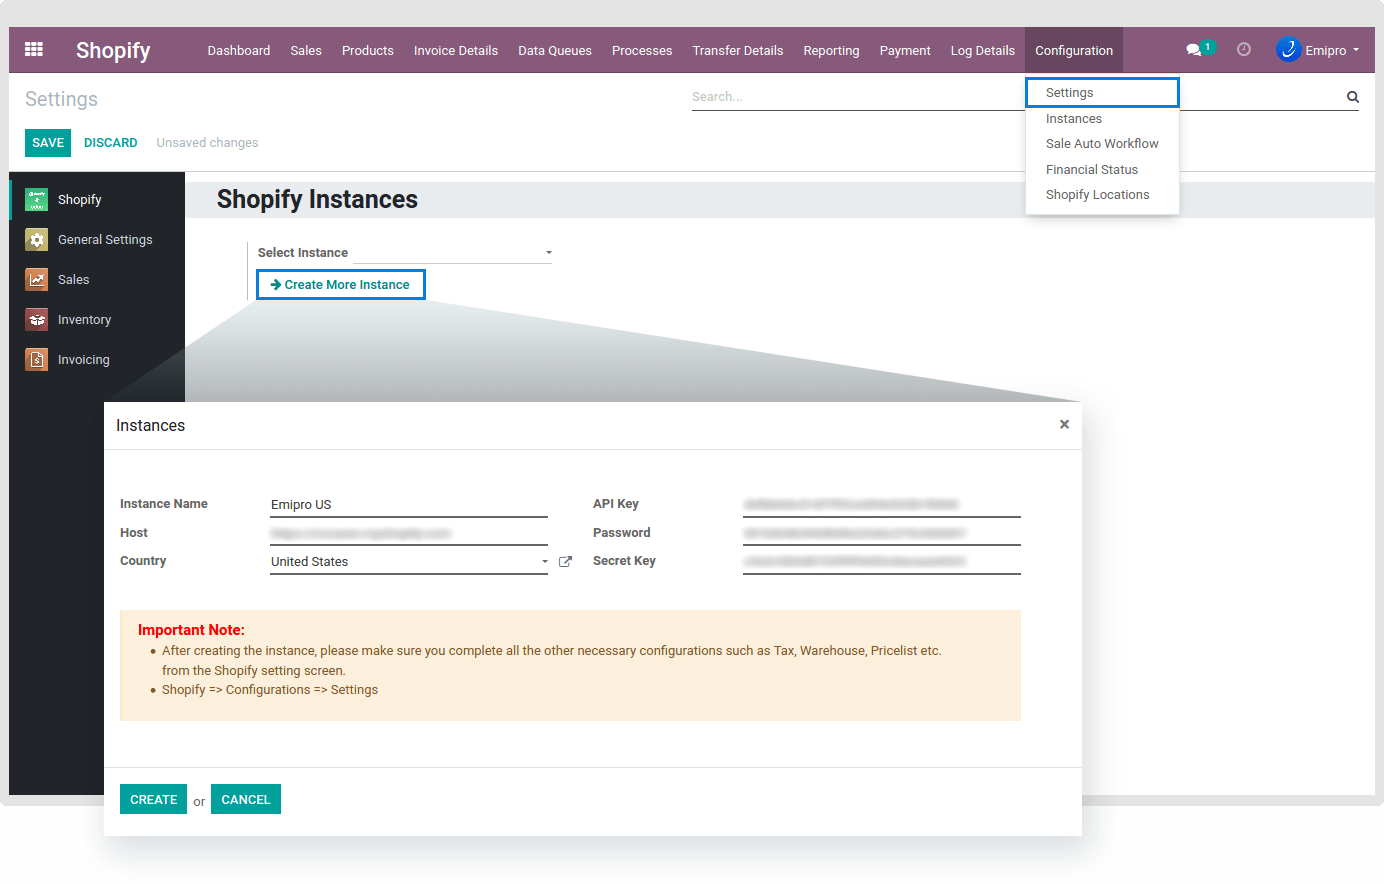 Shopify Dashboard Sales Products Invoice Details Data Queues Processes Transfer Details Reporting Payment Log Details Configuration 1 Emipro
Settings
Search...
SAVE DISCARD Unsaved changes
Settings
Instances
Sale Auto Workflow
Financial Status
Shopify Locations
Shopify
General Settings
Sales
Inventory
Invoicing
Shopify Instances
Select Instance
Create More Instance
Instances ×
Instance Name Emipro US
Host
Country United States
API Key
Password
Secret Key
Important Note:
• After creating the instance, please make sure you complete all the other necessary configurations such as Tax, Warehouse, Pricelist etc.
from the Shopify setting screen.
• Shopify => Configurations => Settings
CREATE or CANCEL